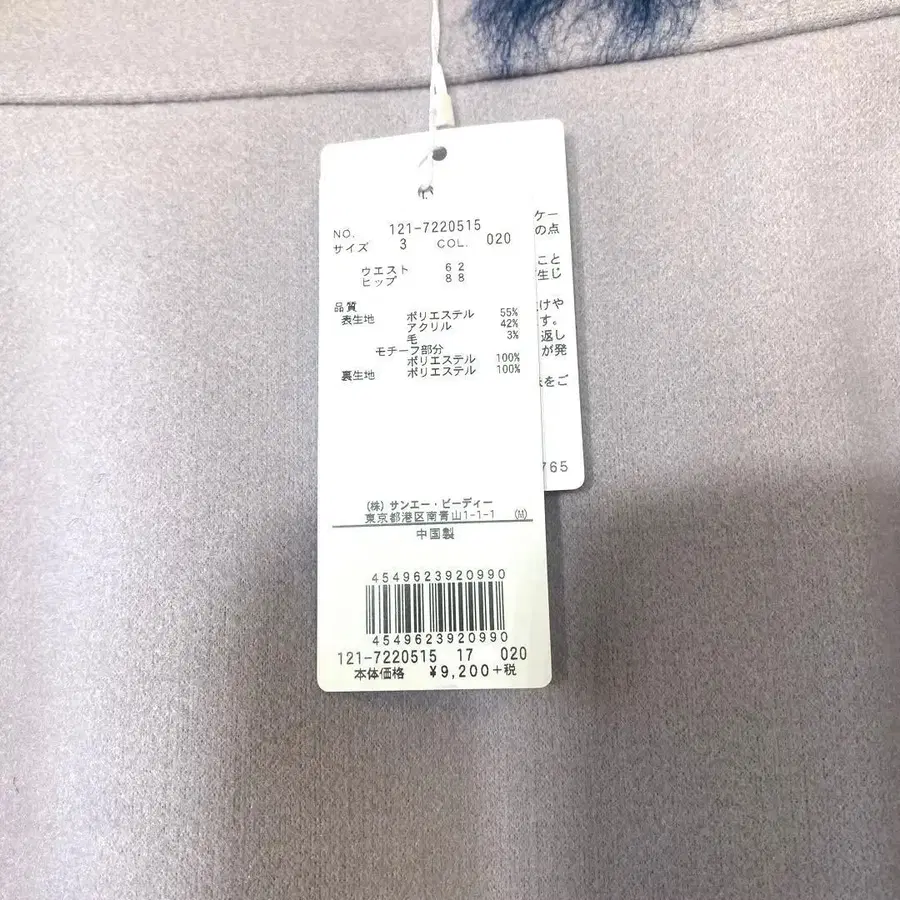 NO. 121-7220515
サイズ 3 COL. 020
ウエスト 62
ヒップ 88
品質
表生地 ポリエステル 55%
アクリル 42%
毛 3%
モチーフ部分
ポリエステル 100%
裏生地 ポリエステル 100%
(株) サンエー・ビーディー
東京都港区南青山1-1-1 (M)
中国製
4549623920990
4549623920990
121-7220515 17 020
本体価格 ¥9,200+税
ケー
の点
こと
生じ
けや
す。
返し
が発
をご
765